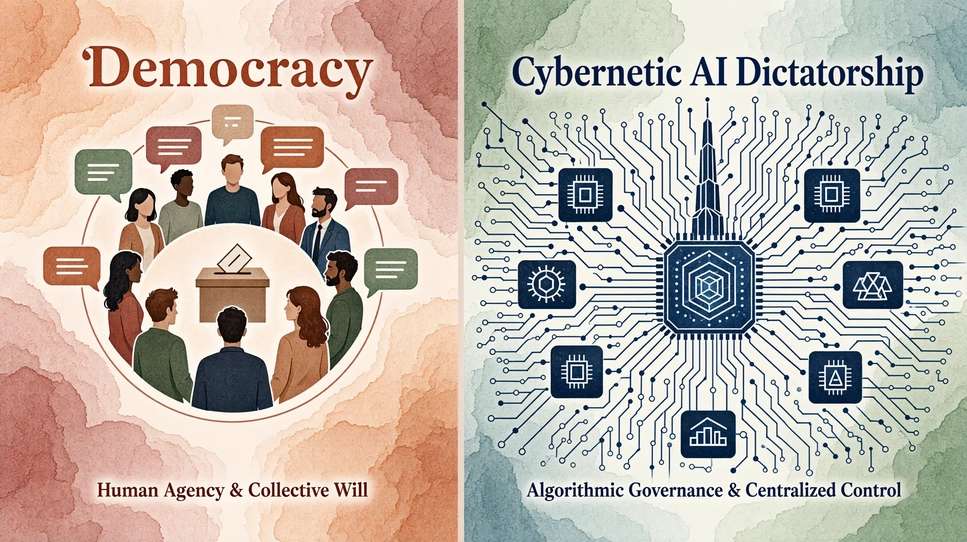 Democracy
Human Agency & Collective Will
Cybernetic AI Dictatorship
Algorithmic Governance & Centralized Control